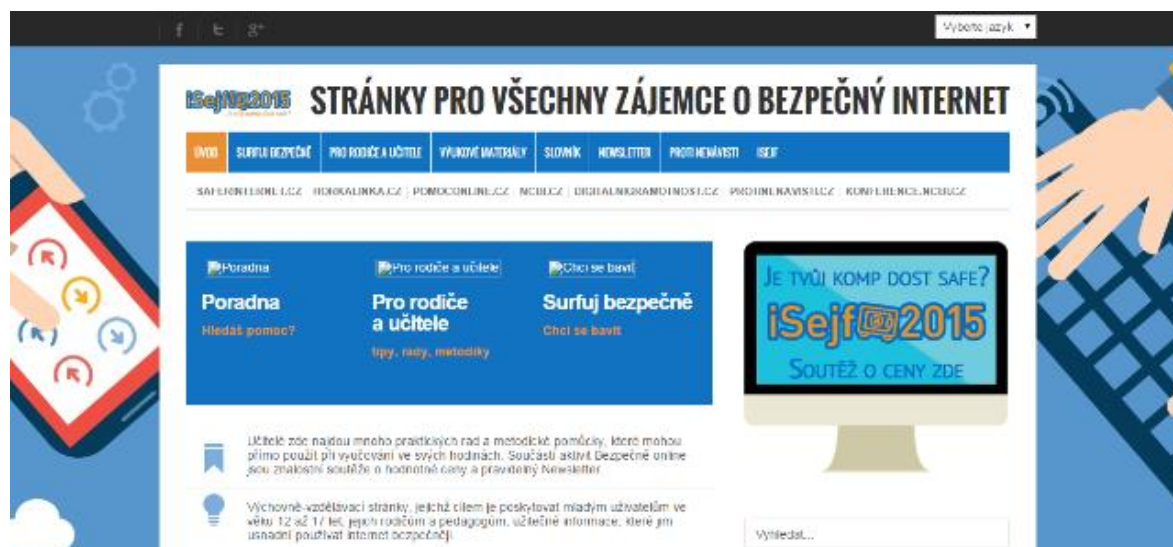 f t g+
Vyberte jazyk
iSejf@2015 STRÁNKY PRO VŠECHNY ZÁJEMCE O BEZPEČNÝ INTERNET
ÚVOD SURFUJ BEZPEČNĚ PRO RODIČE A UČITELE VÝUKOVÉ MATERIÁLY SLOVNÍK NEWSLETTER PROTI NENÁVISTI ISEJF
SAFERINTERNET.CZ | HORKALINKA.CZ | POMOCONLINE.CZ | NCBI.CZ | DIGITALNIGRAMOTNOST.CZ | PROTINENAVISTI.CZ | KONFERENCE.NCBI.CZ
Poradna Pro rodiče a učitele Chci se bavit
Poradna Pro rodiče Surfuj bezpečně
a učitele
Hledáš pomoc? Chci se bavit
tipy, rady, metodiky
JE TVŮJ KOMP DOST SAFE?
iSejf@2015
SOUTĚŽ O CENY ZDE
Učitelé zde najdou mnoho praktických rad a metodické pomůcky, které mohou
přímo použít při vyučování ve svých hodinách. Součástí aktivit Bezpečně online
jsou znalostní soutěže o hodnotné ceny a pravidelný Newsletter.
Výchovně-vzdělávací stránky, jejichž cílem je poskytovat mladým uživatelům ve
věku 12 až 17 let, jejich rodičům a pedagogům, užitečné informace, které jim
usnadní používat internet bezpečněji.
Vyhledat...